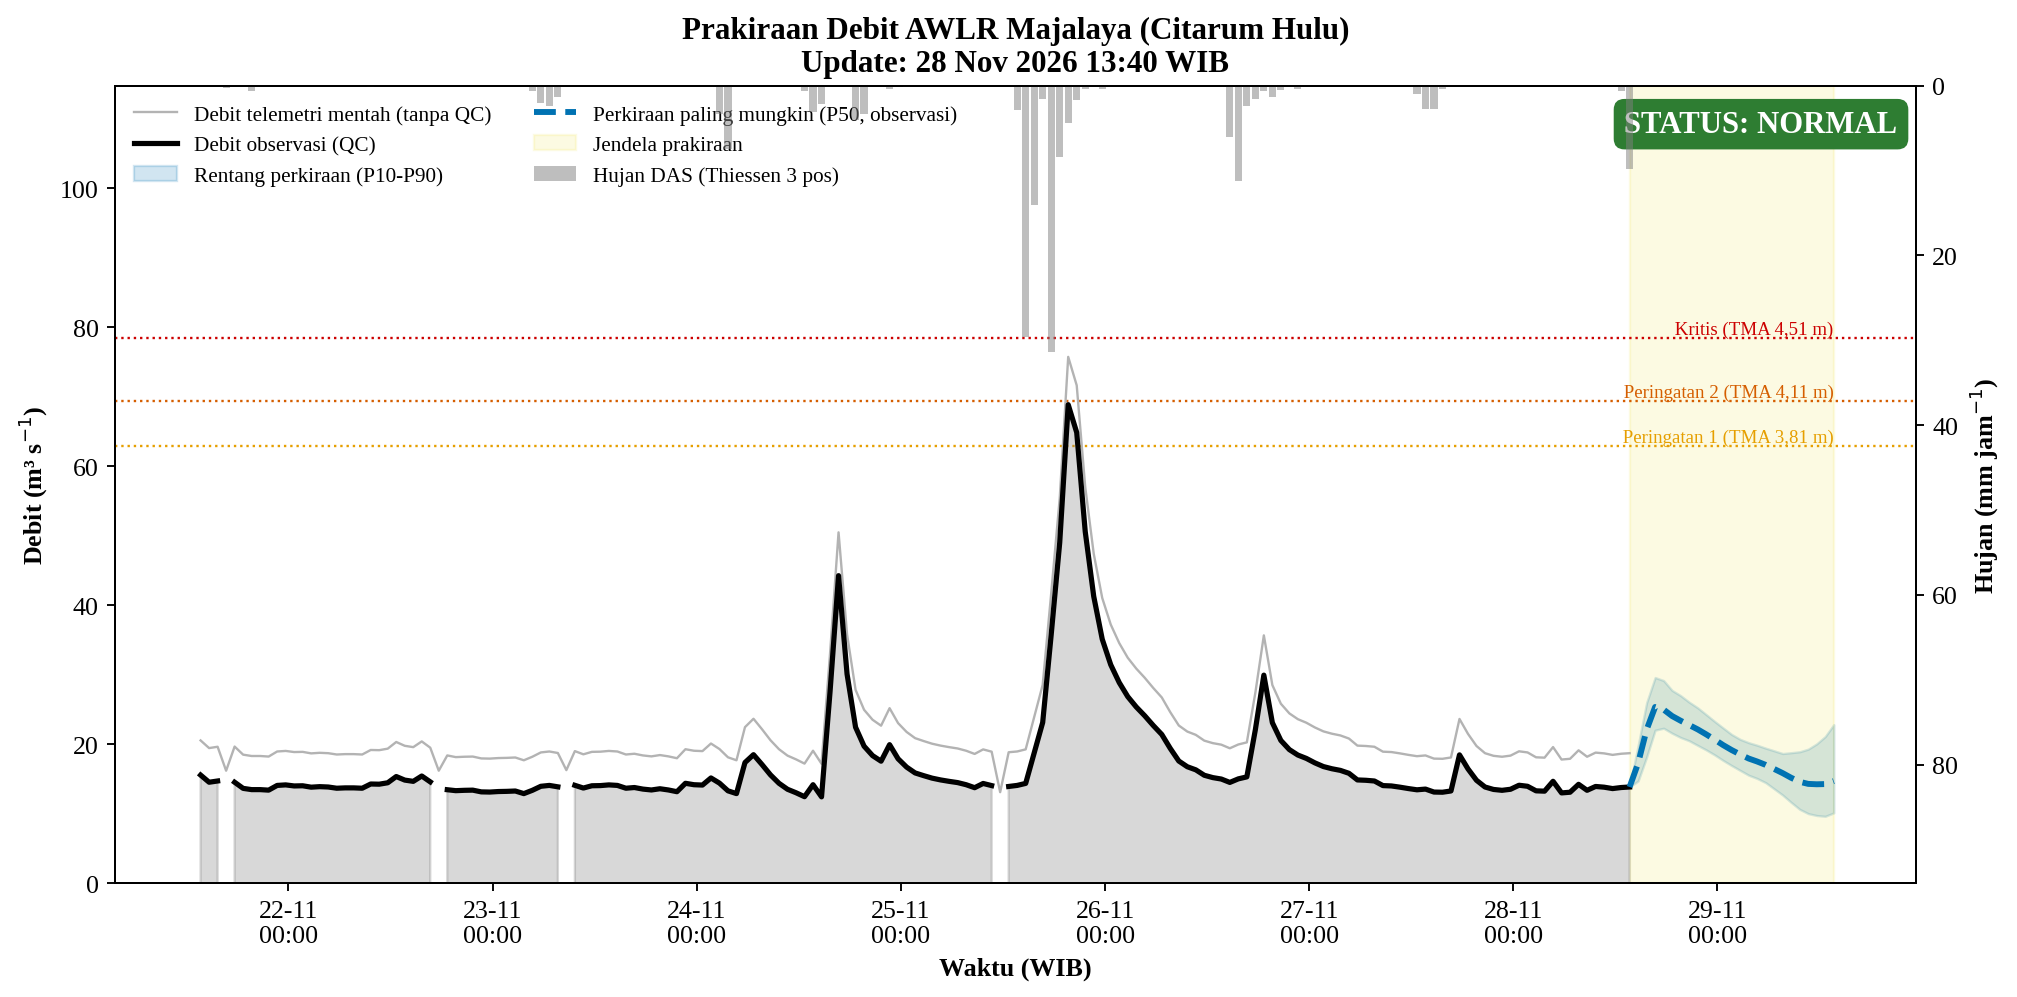 Prakiraan Debit AWLR Majalaya (Citarum Hulu)
Update: 28 Nov 2026 13:40 WIB
Debit telemetri mentah (tanpa QC)
Debit observasi (QC)
Rentang perkiraan (P10-P90)
Perkiraan paling mungkin (P50, observasi)
Jendela prakiraan
Hujan DAS (Thiessen 3 pos)
STATUS: NORMAL
Kritis (TMA 4,51 m)
Peringatan 2 (TMA 4,11 m)
Peringatan 1 (TMA 3,81 m)
Debit (m³ s⁻¹)
100
80
60
40
20
0
Hujan (mm jam⁻¹)
0
20
40
60
80
22-11
00:00
23-11
00:00
24-11
00:00
25-11
00:00
26-11
00:00
27-11
00:00
28-11
00:00
29-11
00:00
Waktu (WIB)